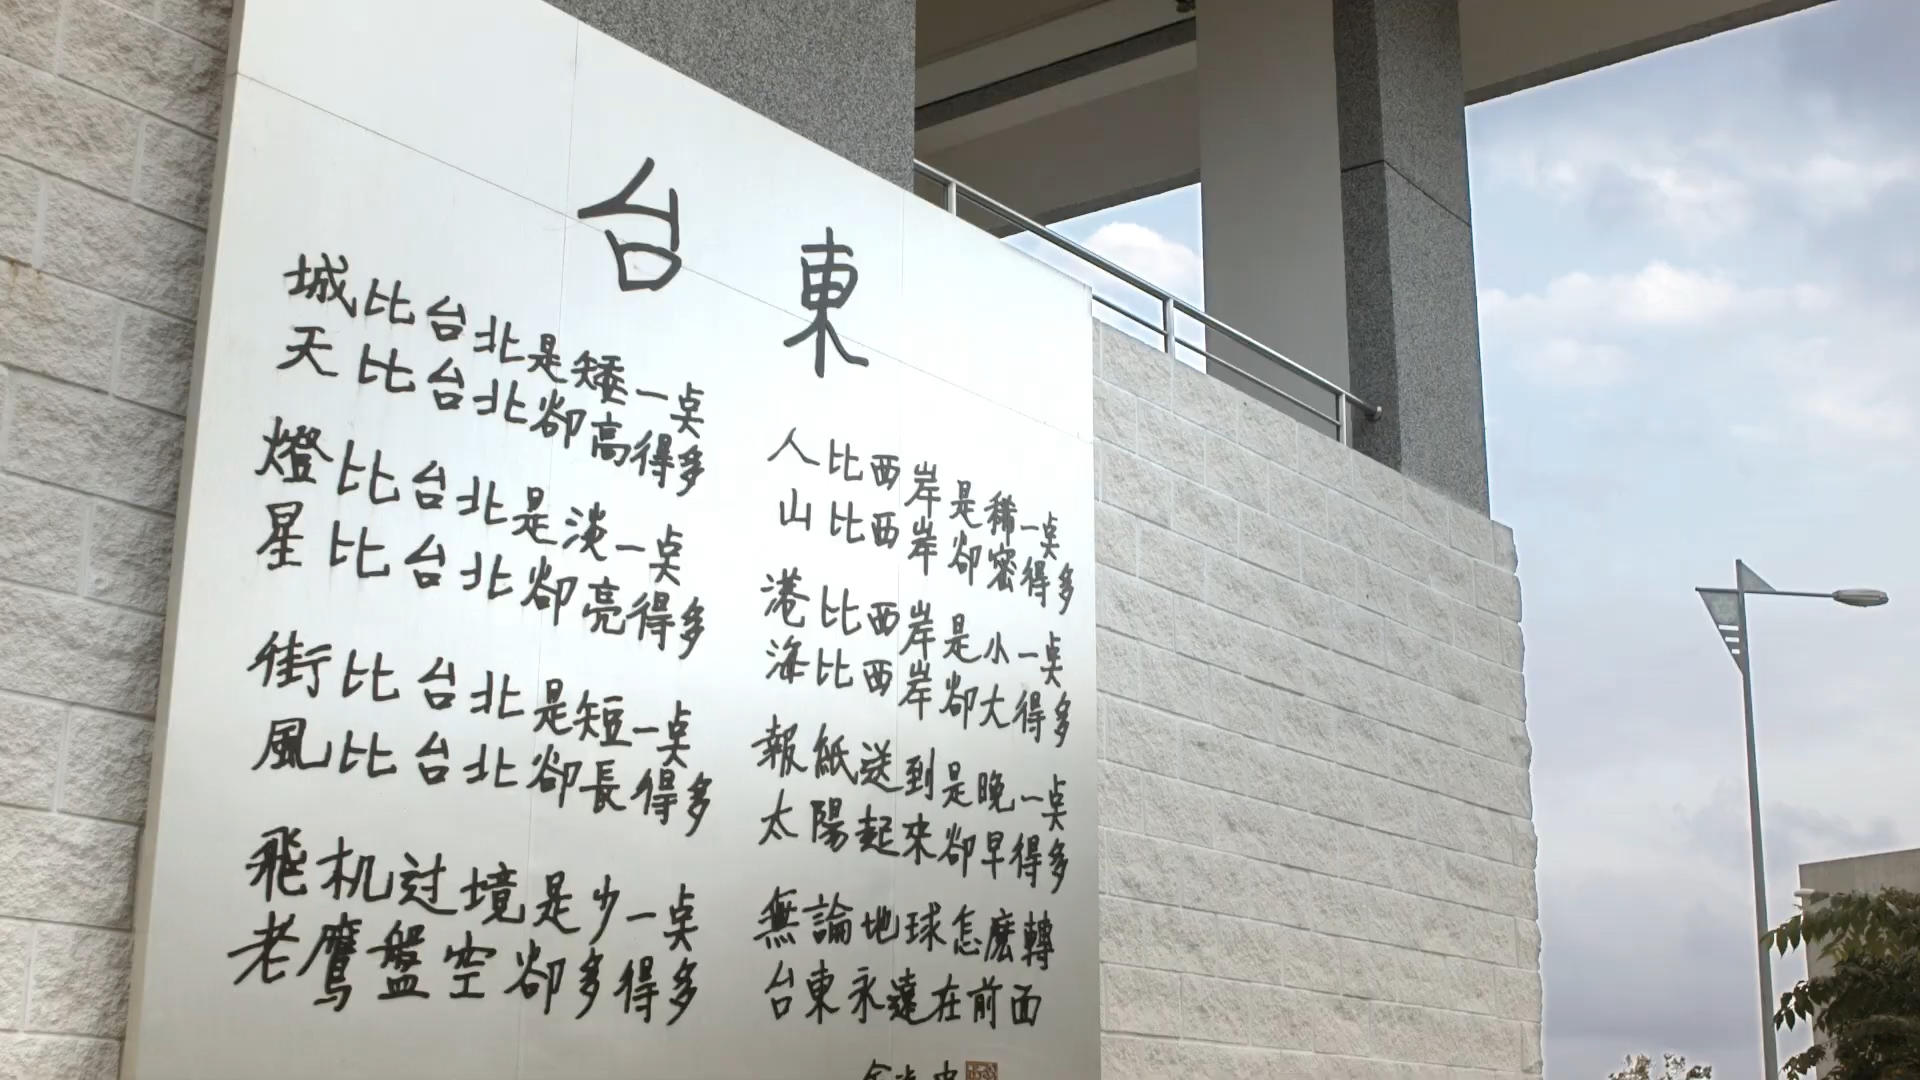 台東
城比台北是矮一点
天比台北卻高得多
燈比台北是淡一点
星比台北卻亮得多
街比台北是短一点
風比台北卻長得多
飛机过境是少一点
老鷹盤空卻多得多
人比西岸是稀一点
山比西岸卻密得多
港比西岸是小一点
海比西岸卻大得多
報紙送到是晚一点
太陽起來卻早得多
無論地球怎麽轉
台東永遠在前面